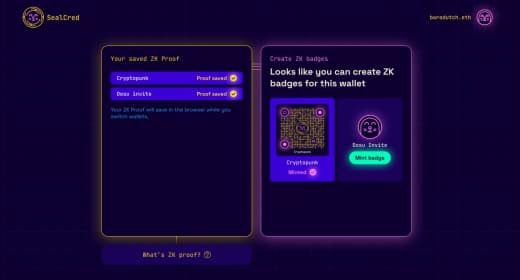 SealCred
boredutch.eth
Your saved ZK Proof
Cryptopunk
Proof saved
Dosu invite
Proof saved
Your ZK Proof will save in the browser while you
switch wallets.
What's ZK proof?
Create ZK badges
Looks like you can create ZK
badges for this wallet
Cryptopunk
Cryptopunk
Minted
Dosu Invite
Mint badge